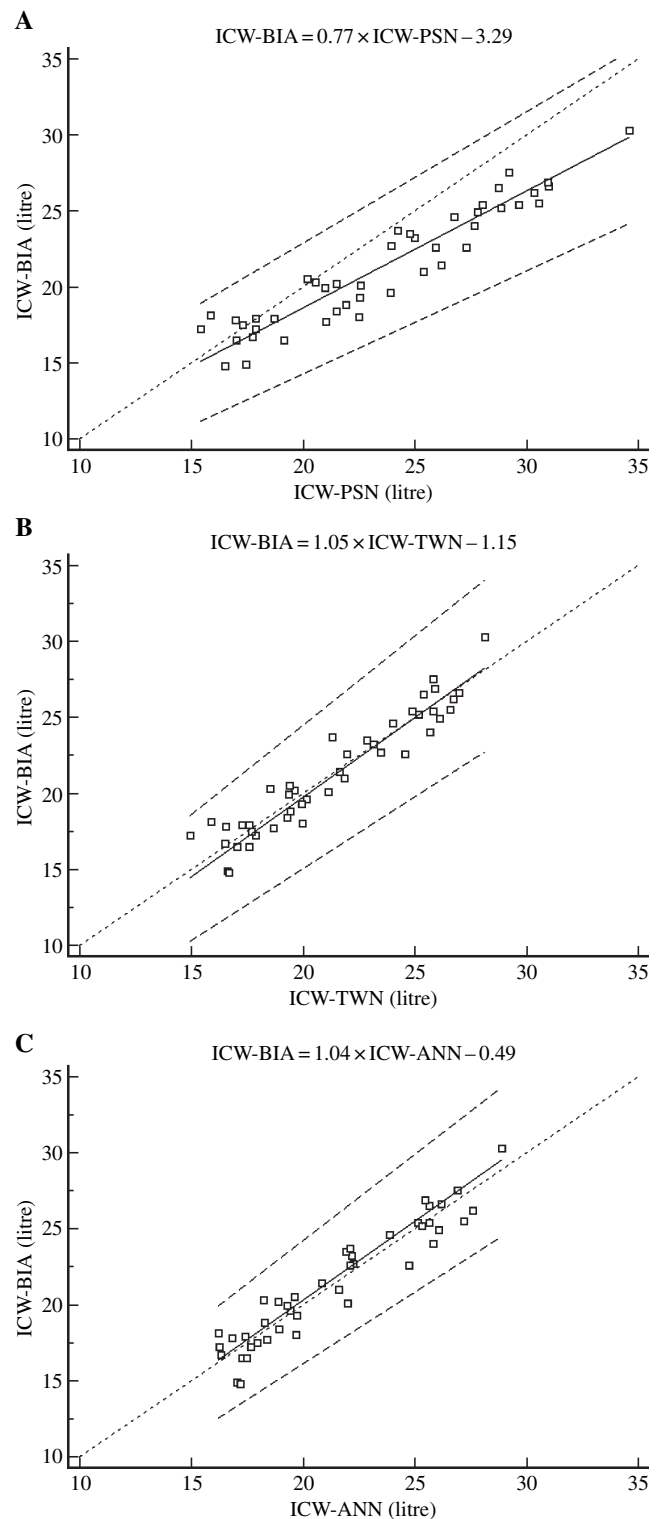 A
ICW-BIA = 0.77 × ICW-PSN – 3.29
35
30
25
20
15
10
ICW-BIA (litre)
10 15 20 25 30 35
ICW-PSN (litre)
B
ICW-BIA = 1.05 × ICW-TWN – 1.15
35
30
25
20
15
10
ICW-BIA (litre)
10 15 20 25 30 35
ICW-TWN (litre)
C
ICW-BIA = 1.04 × ICW-ANN – 0.49
35
30
25
20
15
10
ICW-BIA (litre)
10 15 20 25 30 35
ICW-ANN (litre)